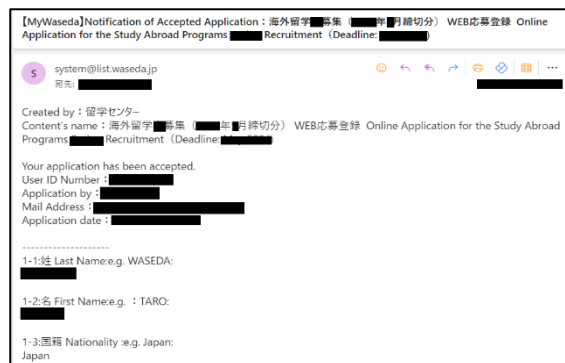 【MyWaseda】Notification of Accepted Application：海外留学 募集（ 年 月締切分） WEB応募登録 Online
Application for the Study Abroad Programs Recruitment（Deadline: ）
S
system@list.waseda.jp
宛先:
Created by：留学センター
Content's name：海外留学 募集（ 年 月締切分） WEB応募登録 Online Application for the Study Abroad
Programs Recruitment（Deadline: ）
Your application has been accepted.
User ID Number：
Application by：
Mail Address：
Application date：
--------------------
1-1:姓 Last Name:e.g. WASEDA:
1-2:名 First Name:e.g. ：TARO:
1-3:国籍 Nationality :e.g. Japan:
Japan